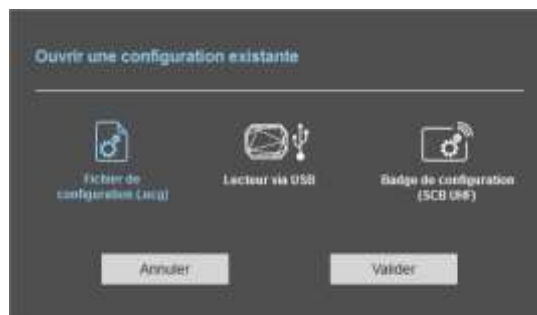 Ouvrir une configuration existante
Fichier de
configuration (.ucg)
Lecteur via USB
Badge de configuration
(SCB UHF)
Annuler
Valider